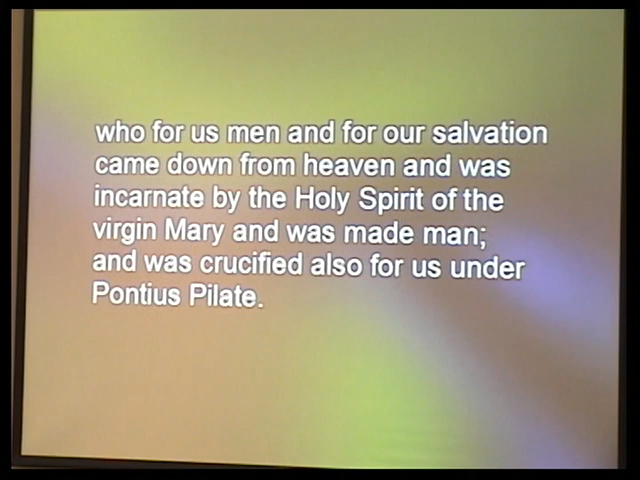 who for us men and for our salvation
came down from heaven and was
incarnate by the Holy Spirit of the
virgin Mary and was made man;
and was crucified also for us under
Pontius Pilate.